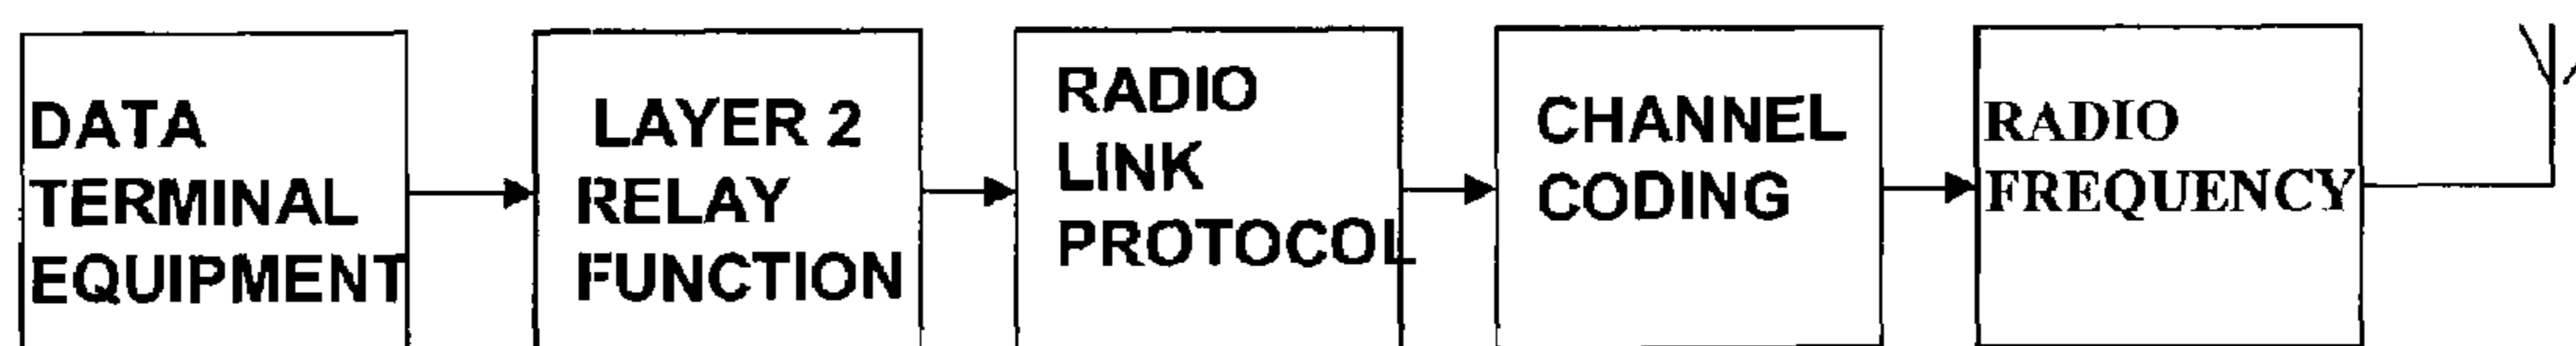 DATA
TERMINAL
EQUIPMENT
LAYER 2
RELAY
FUNCTION
RADIO
LINK
PROTOCOL
CHANNEL
CODING
RADIO
FREQUENCY